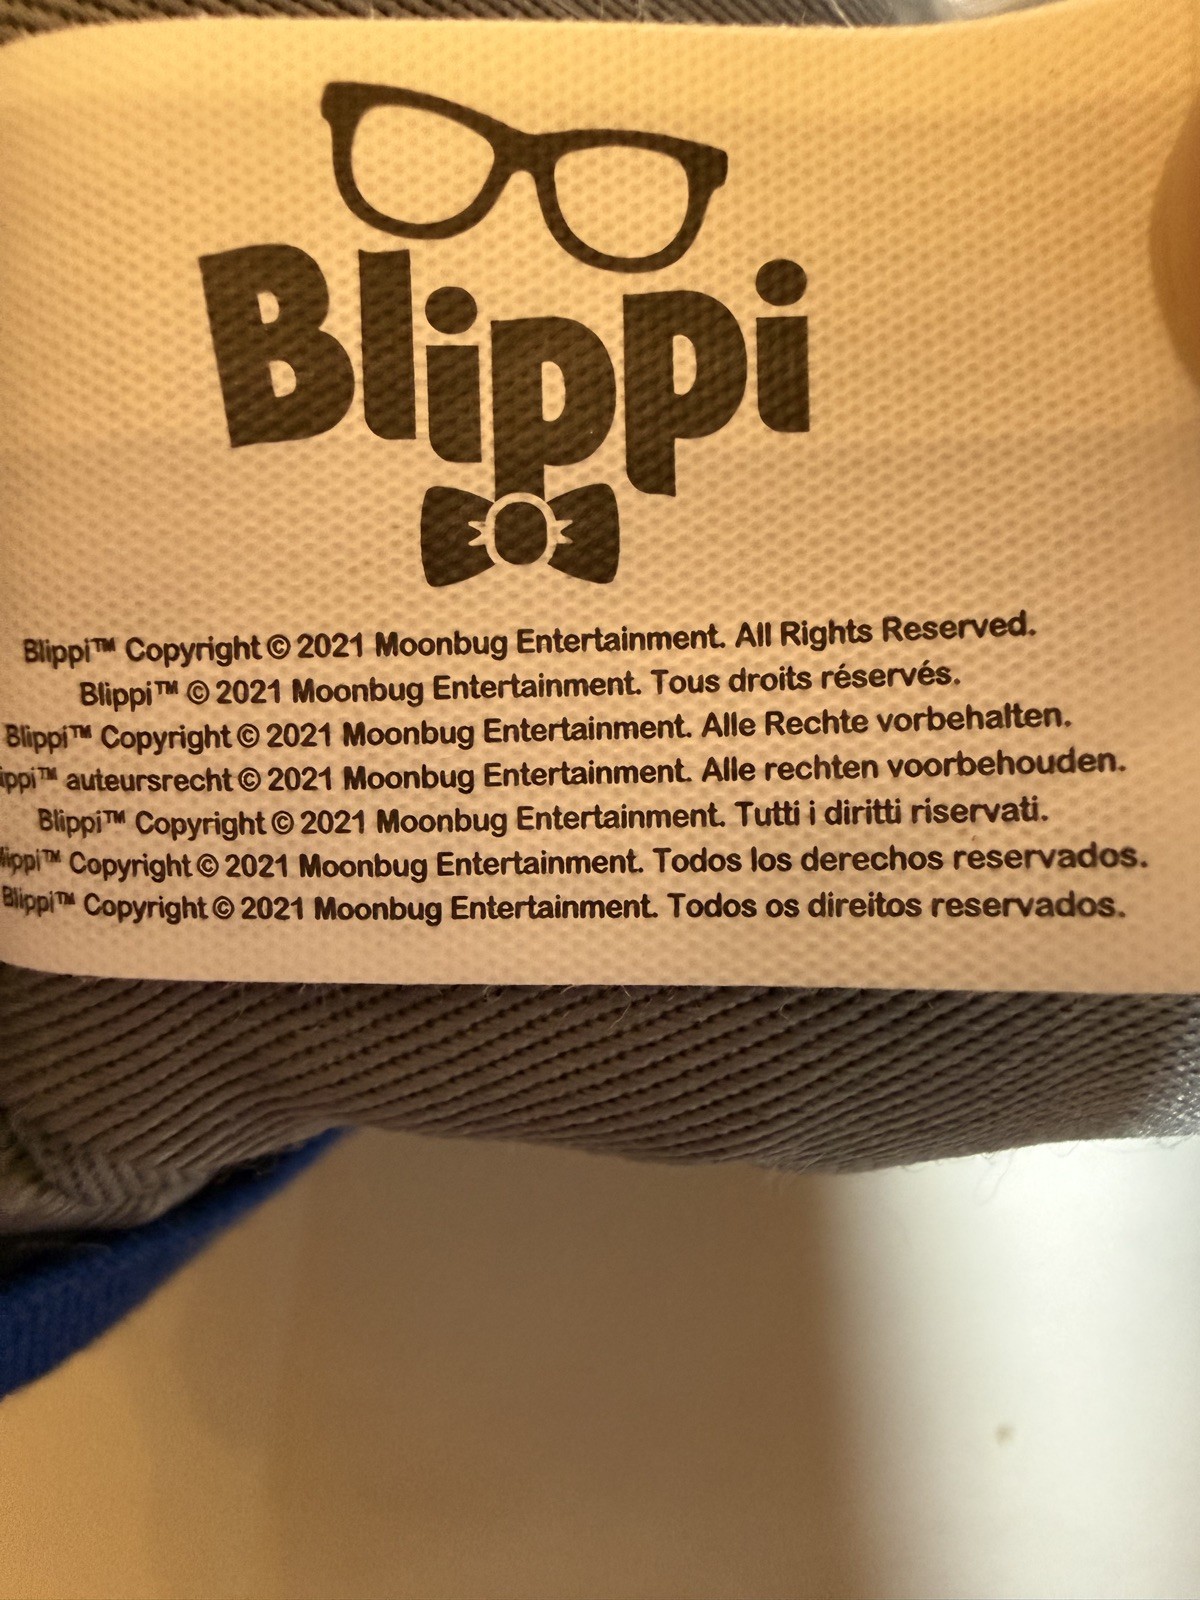 Blippi
Blippi™ Copyright © 2021 Moonbug Entertainment. All Rights Reserved.
Blippi™ © 2021 Moonbug Entertainment. Tous droits réservés.
Blippi™ Copyright © 2021 Moonbug Entertainment. Alle Rechte vorbehalten.
ippi™ auteursrecht © 2021 Moonbug Entertainment. Alle rechten voorbehouden.
Blippi™ Copyright © 2021 Moonbug Entertainment. Tutti i diritti riservati.
lippi™ Copyright © 2021 Moonbug Entertainment. Todos los derechos reservados.
Blippi™ Copyright © 2021 Moonbug Entertainment. Todos os direitos reservados.